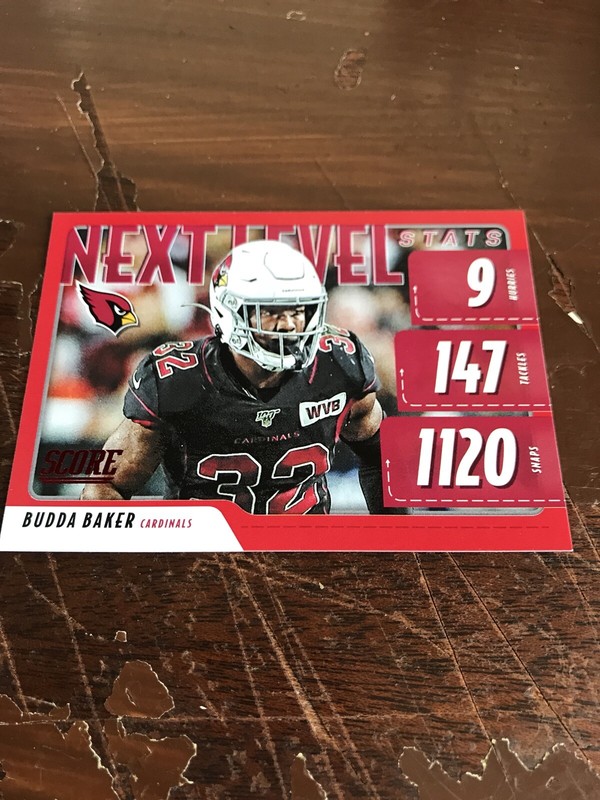 NEXT LEVEL STATS
9 HURRIES
147 TACKLES
1120 SNAPS
32
32
WVB
CARDINALS
32
SCORE
BUDDA BAKER CARDINALS